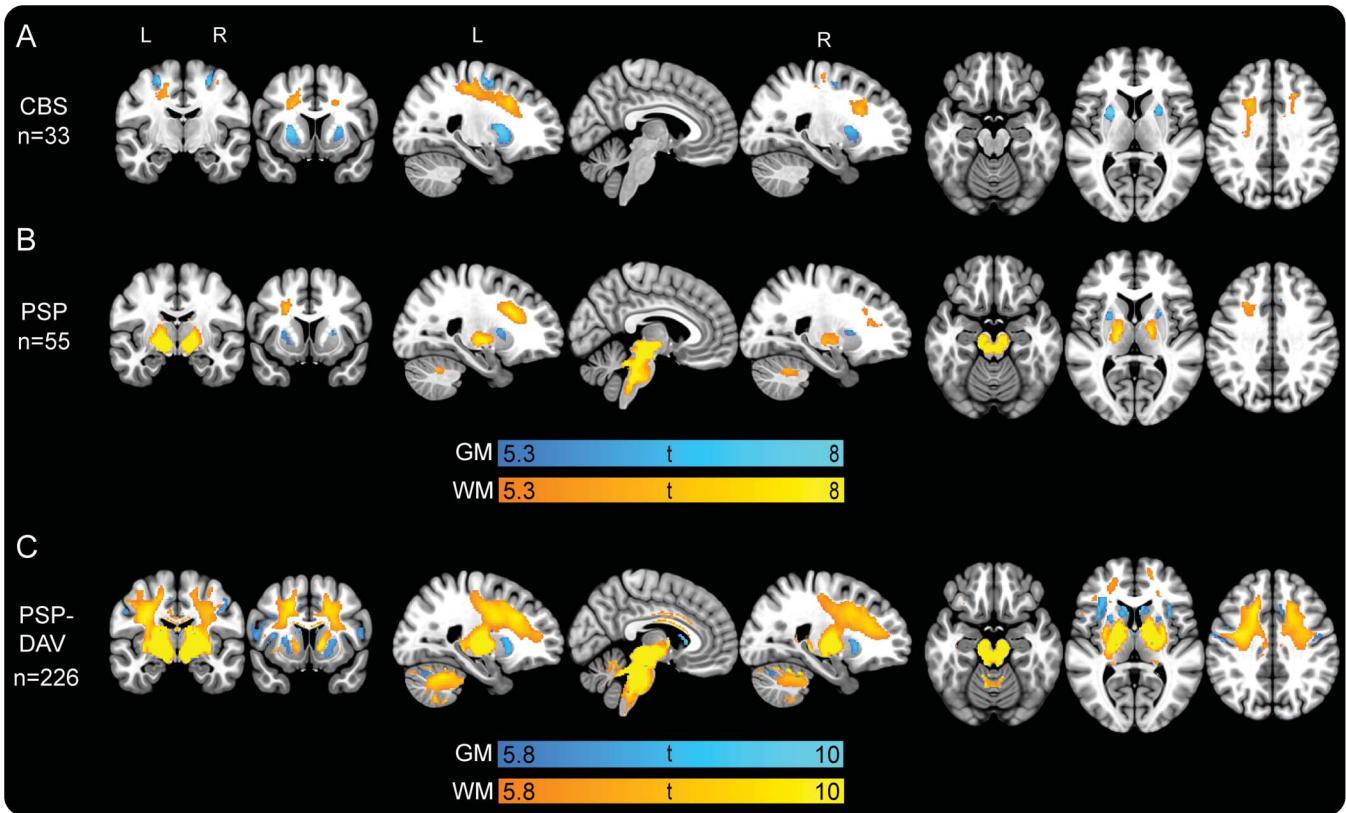 A
L R L R
CBS
n=33
B
PSP
n=55
GM 5.3 t 8
WM 5.3 t 8
C
PSP-
DAV
n=226
GM 5.8 t 10
WM 5.8 t 10